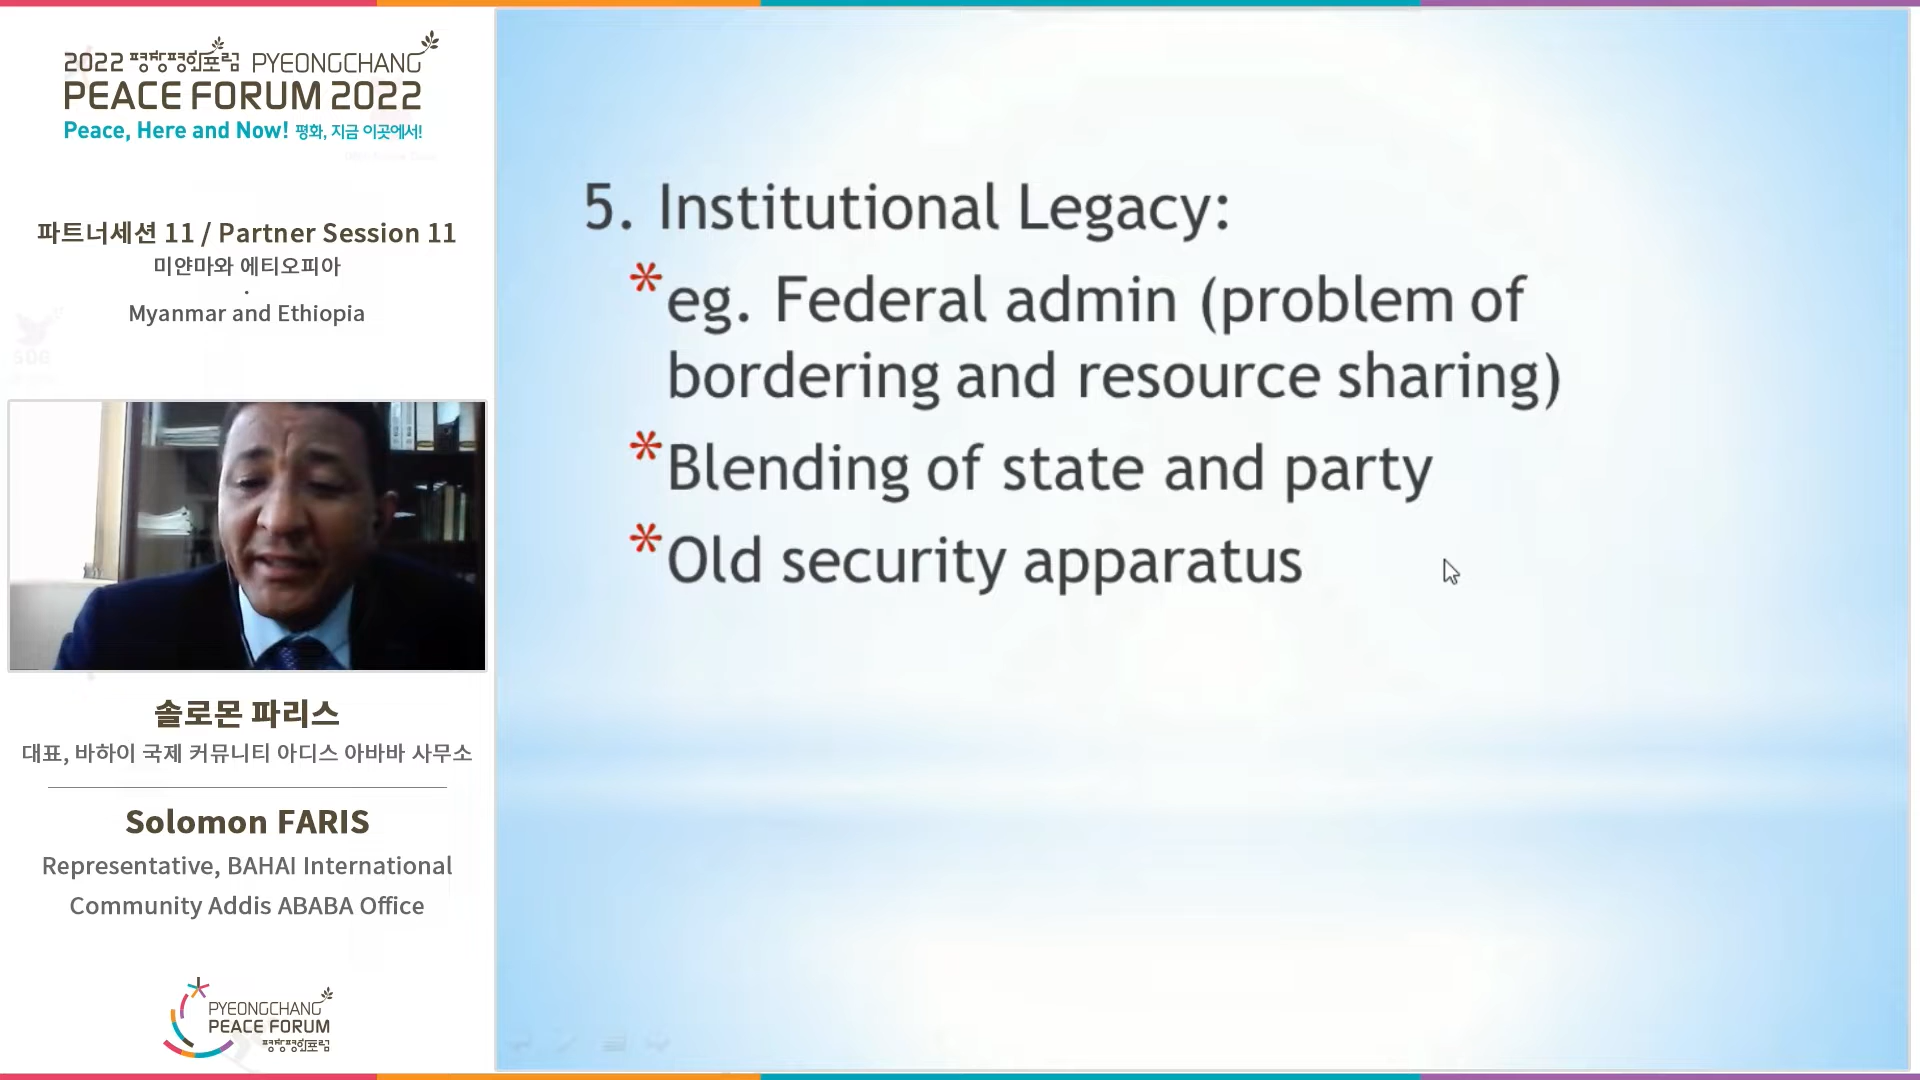 2022 평창평화포럼 PYEONGCHANG
PEACE FORUM 2022
Peace, Here and Now! 평화, 지금 이곳에서!
파트너세션 11 / Partner Session 11
미얀마와 에티오피아
·
Myanmar and Ethiopia
솔로몬 파리스
대표, 바하이 국제 커뮤니티 아디스 아바바 사무소
Solomon FARIS
Representative, BAHAI International
Community Addis ABABA Office
PYEONGCHANG
PEACE FORUM
평창평화포럼
5. Institutional Legacy:
*eg. Federal admin (problem of
bordering and resource sharing)
*Blending of state and party
*Old security apparatus